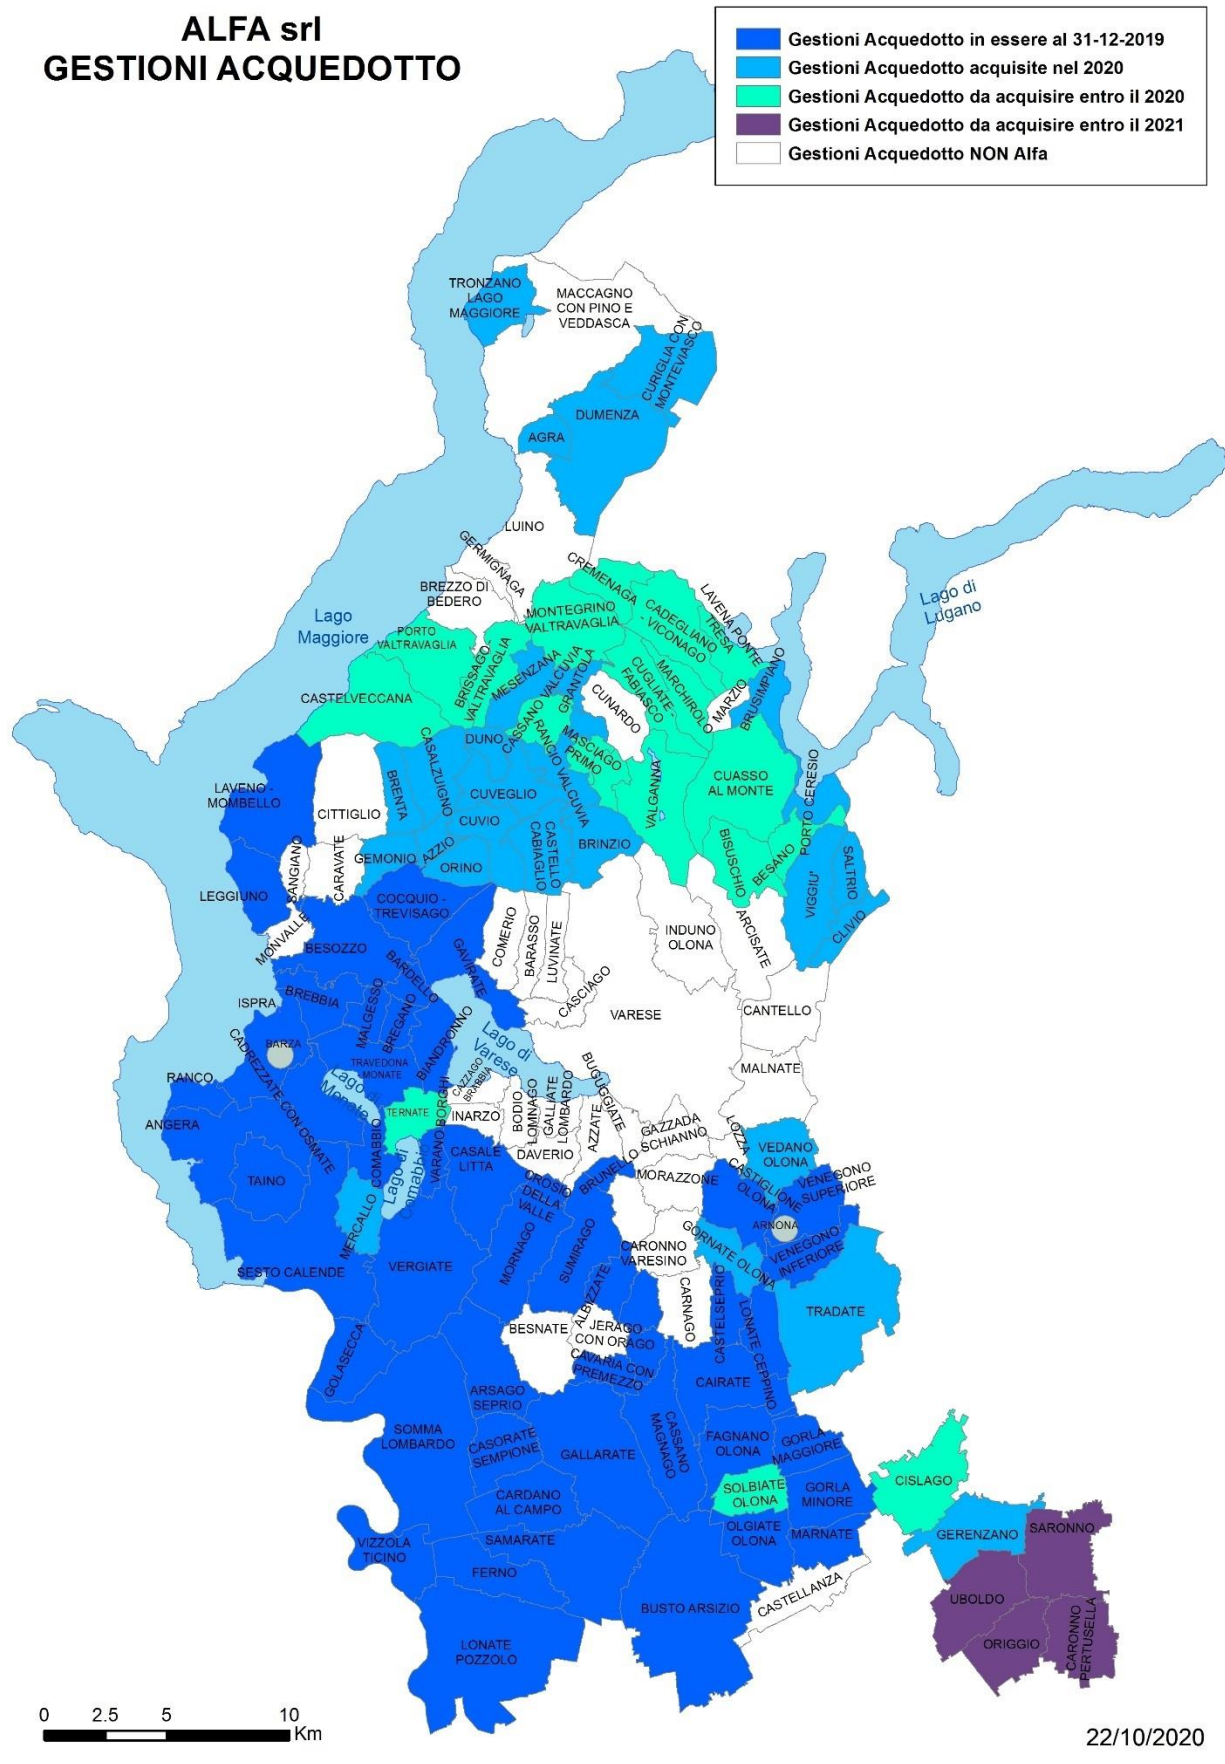 ALFA srl
GESTIONI ACQUEDOTTO
Gestioni Acquedotto in essere al 31-12-2019
Gestioni Acquedotto acquisite nel 2020
Gestioni Acquedotto da acquisire entro il 2020
Gestioni Acquedotto da acquisire entro il 2021
Gestioni Acquedotto NON Alfa
TRONZANO
LAGO
MAGGIORE
MACCAGNO
CON PINO E
VEDDASCA
CURIGLIA CON
MONTEVIASCO
DUMENZA
AGRA
LUINO
GERMIGNAGA
BREZZO DI
BEDERO
Lago
Maggiore
Lago di
Lugano
CREMENAGA
LAVENA PONTE
TRESA
CADEGLIANO
- VICONAGO
MONTEGRINO
VALTRAVAGLIA
PORTO
VALTRAVAGLIA
BRISSAGO-
VALTRAVAGLIA
MESENZANA
CASSANO
VALCUVIA
GRANTOLA
CUGLIATE-
FABIASCO
MARCHIROLO
MARZIO
BRUSIMPIANO
CASTELVECCANA
CUNARDO
DUNO
RANCIO VALCUVIA
MASCIAGO
PRIMO
CASALZUIGNO
BRENTA
CUVEGLIO
CUVIO
VALGANNA
CUASSO
AL MONTE
PORTO CERESIO
LAVENO -
MOMBELLO
CITTIGLIO
GEMONIO
AZZIO
ORINO
CASTELLO
CABIAGLIO
BRINZIO
BISUSCHIO
BESANO
VIGGIU'
SALTRIO
CLIVIO
SANGIANO
CARAVATE
LEGGIUNO
COCQUIO -
TREVISAGO
MONVALLE
BESOZZO
GAVIRATE
COMERIO
BARASSO
LUVINATE
CASCIAGO
INDUNO
OLONA
ARCISATE
BARDELLO
ISPRA
BREBBIA
MALGESSO
BREGANO
BIANDRONNO
Lago di
Varese
VARESE
CANTELLO
CADREZZATE CON OSMATE
BARZA
TRAVEDONA
- MONATE
Lago di
Monate
CAZZAGO
BRABBIA
MALNATE
RANCO
ANGERA
TAINO
TERNATE
COMABBIO
VARANO BORGHI
INARZO
BODIO
LOMNAGO
GALLIATE
LOMBARDO
AZZATE
BUGUGGIATE
GAZZADA
SCHIANNO
LOZZA
Lago di
Comabbio
CASALE
LITTA
DAVERIO
CROSIO
DELLA
VALLE
BRUNELLO
MORAZZONE
VEDANO
OLONA
CASTIGLIONE
OLONA
VENEGONO
SUPERIORE
ARNONA
VENEGONO
INFERIORE
MERCALLO
SESTO CALENDE
VERGIATE
MORNAGO
SUMIRAGO
CARONNO
VARESINO
GORNATE OLONA
TRADATE
ALBIZZATE
CARNAGO
CASTELSEPRIO
LONATE CEPPINO
BESNATE
JERAGO
CON ORAGO
CAVARIA CON
PREMEZZO
GOLASECCA
ARSAGO
SEPRIO
CAIRATE
SOMMA
LOMBARDO
CASORATE
SEMPIONE
GALLARATE
CASSANO
MAGNAGO
FAGNANO
OLONA
GORLA
MAGGIORE
CARDANO
AL CAMPO
SOLBIATE
OLONA
GORLA
MINORE
CISLAGO
VIZZOLA
TICINO
SAMARATE
FERNO
OLGIATE
OLONA
MARNATE
GERENZANO
SARONNO
BUSTO ARSIZIO
CASTELLANZA
UBOLDO
ORIGGIO
CARONNO
PERTUSELLA
LONATE
POZZOLO
0 2.5 5 10
Km
22/10/2020